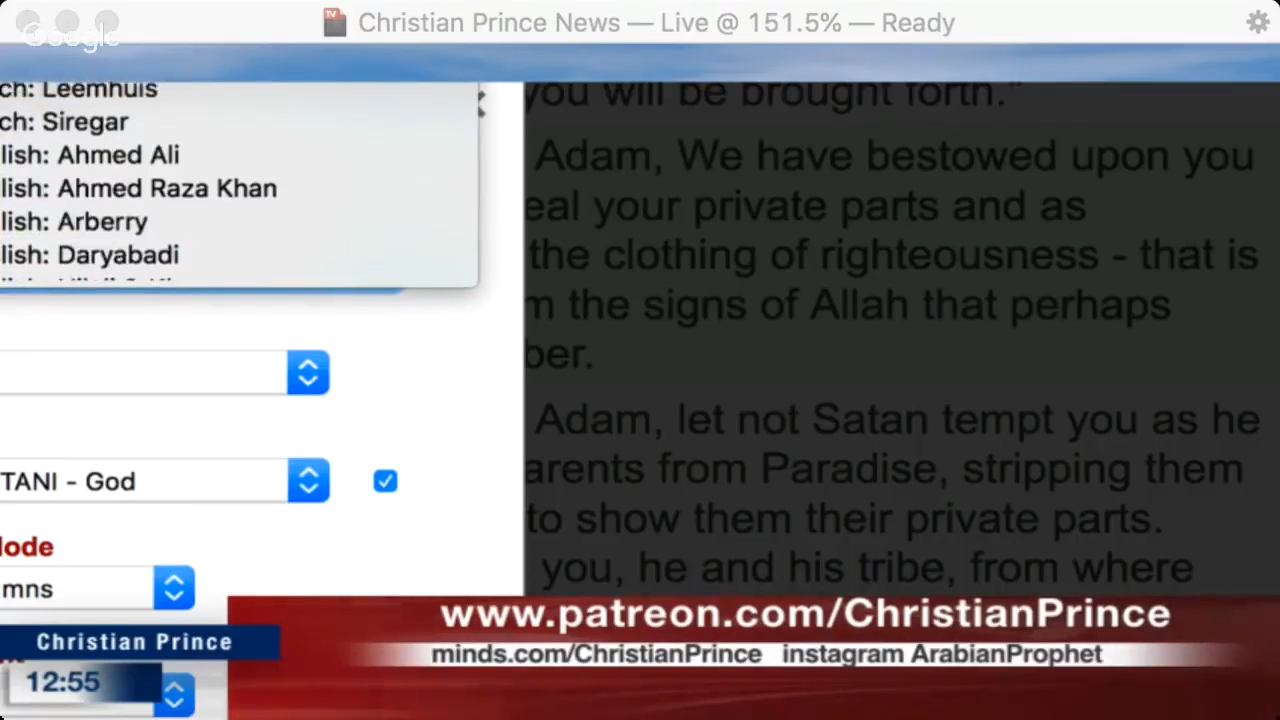 Christian Prince News — Live @ 151.5% — Ready
Google
ch: Leemhuis
ch: Siregar
lish: Ahmed Ali
lish: Ahmed Raza Khan
lish: Arberry
lish: Daryabadi
TANI - God
lode
mns
you will be brought forth."
Adam, We have bestowed upon you
eal your private parts and as
the clothing of righteousness - that is
m the signs of Allah that perhaps
ber.
Adam, let not Satan tempt you as he
arents from Paradise, stripping them
to show them their private parts.
you, he and his tribe, from where
www.patreon.com/ChristianPrince
minds.com/ChristianPrince instagram ArabianProphet
Christian Prince
12:55